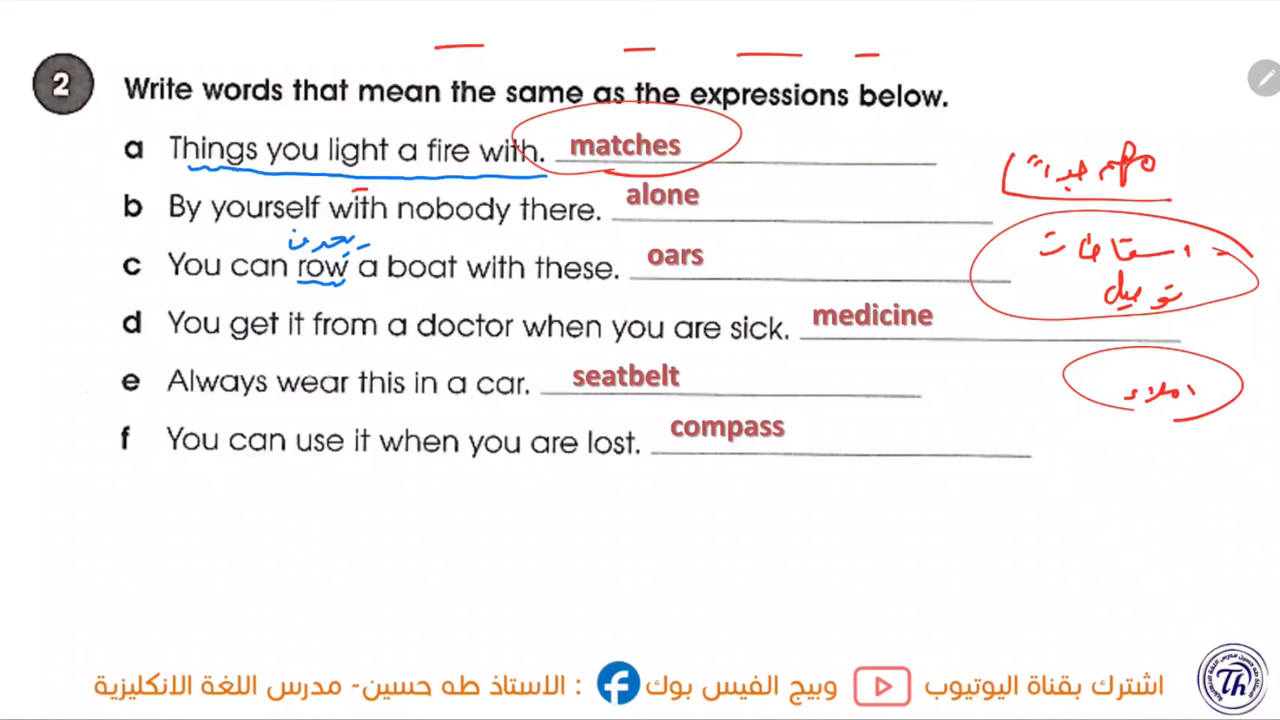 2 Write words that mean the same as the expressions below.
a Things you light a fire with. matches
b By yourself with nobody there. alone
يجدف
c You can row a boat with these. oars
d You get it from a doctor when you are sick. medicine
e Always wear this in a car. seatbelt
f You can use it when you are lost. compass
مهم جداً
توصيل
املاء
اشترك بقناة اليوتيوب وبيج الفيس بوك : الاستاذ طه حسين- مدرس اللغة الانكليزية
Th